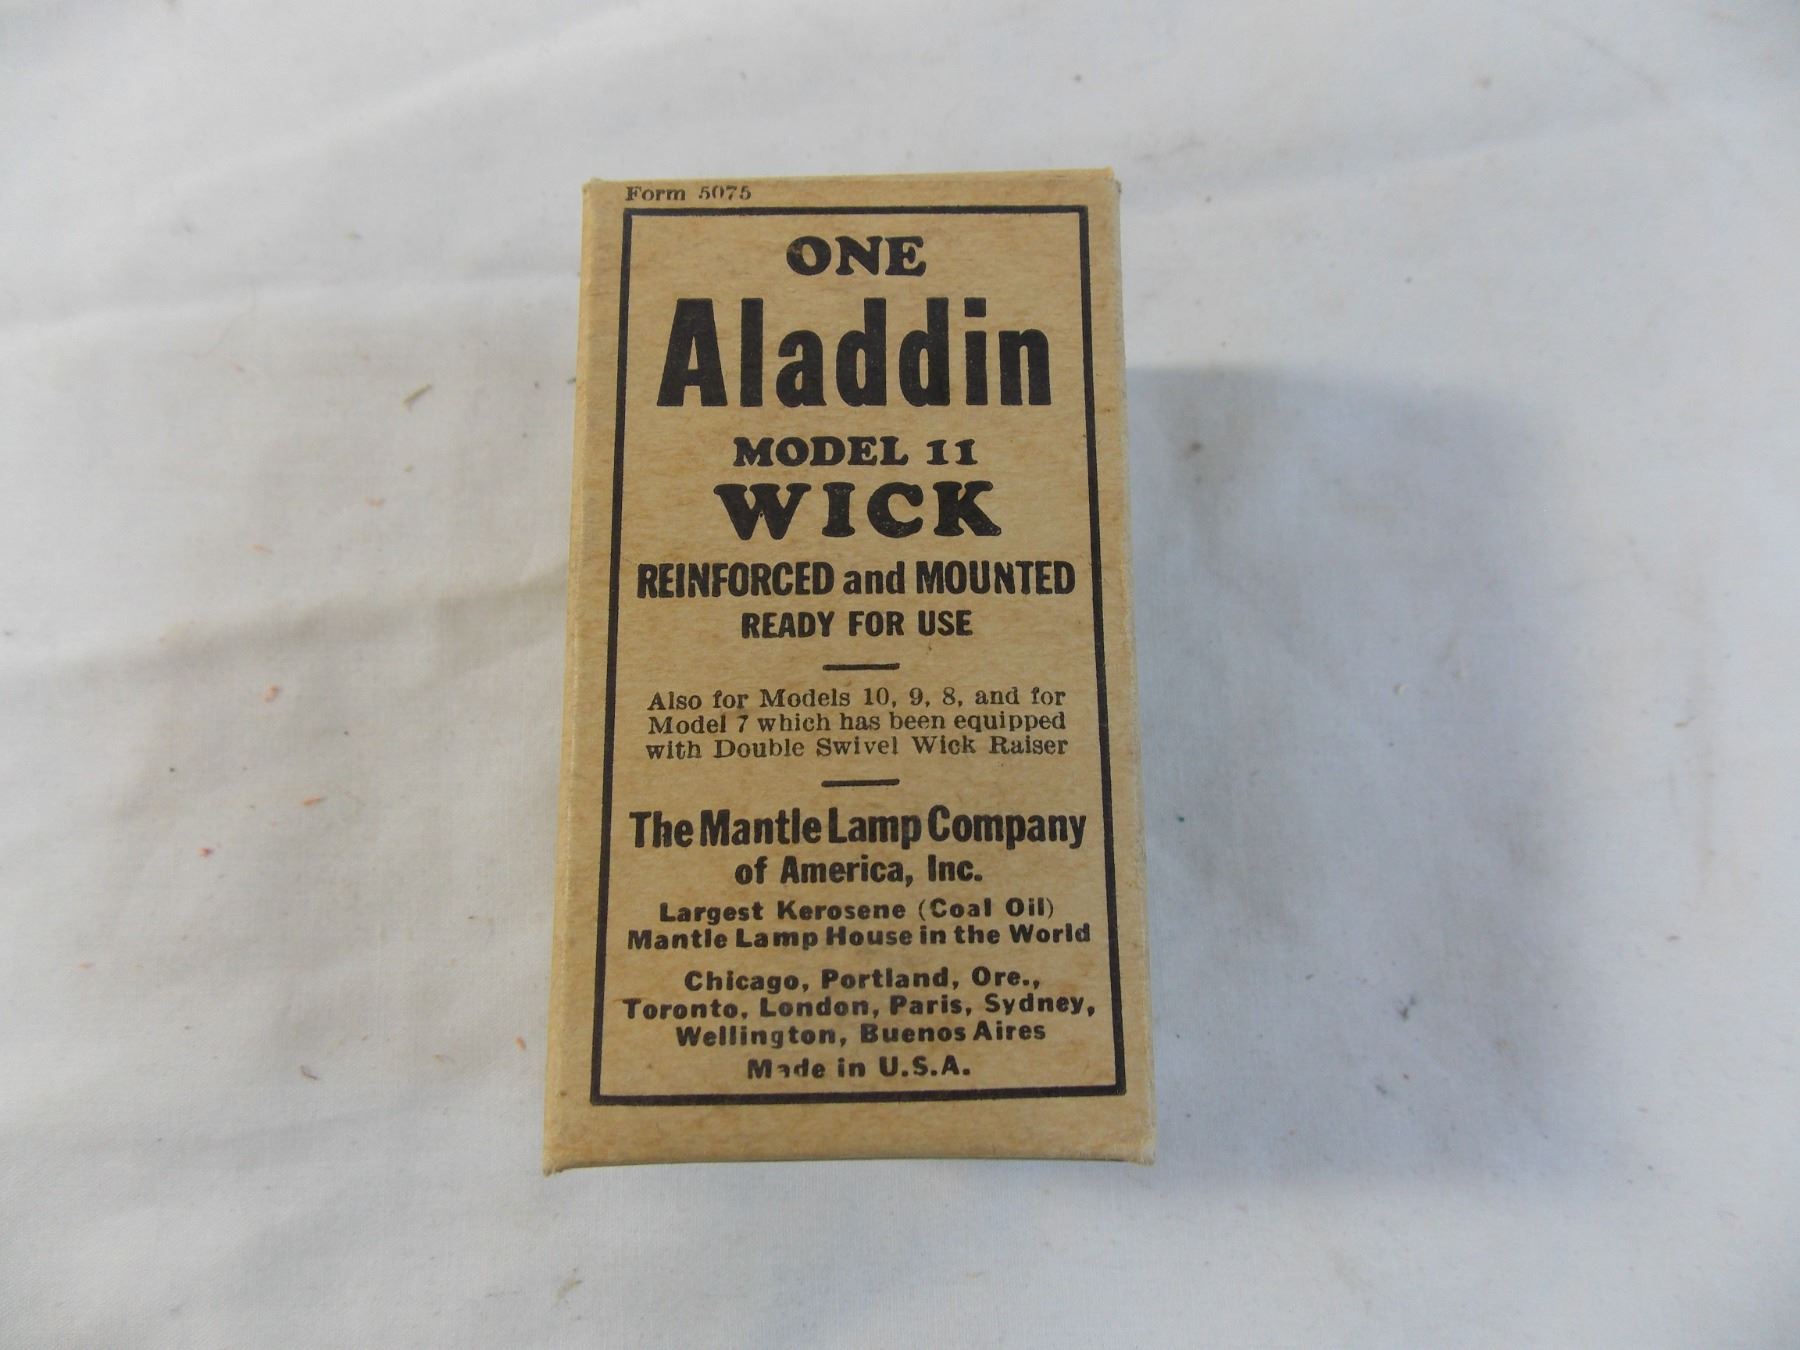 Form 5075
ONE
Aladdin
MODEL 11
WICK
REINFORCED and MOUNTED
READY FOR USE
Also for Models 10, 9, 8, and for
Model 7 which has been equipped
with Double Swivel Wick Raiser
The Mantle Lamp Company
of America, Inc.
Largest Kerosene (Coal Oil)
Mantle Lamp House in the World
Chicago, Portland, Ore.,
Toronto, London, Paris, Sydney,
Wellington, Buenos Aires
Made in U.S.A.